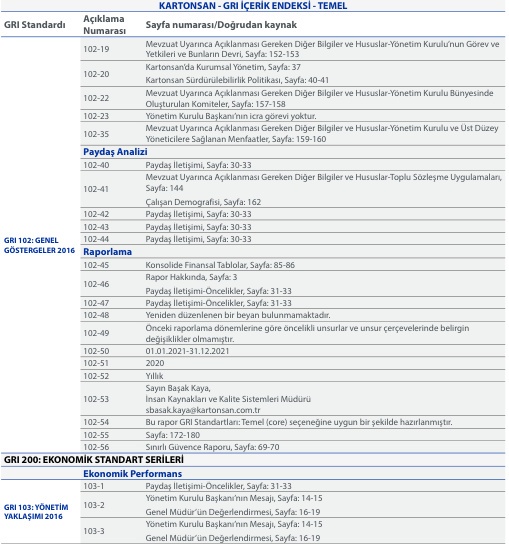 KARTONSAN - GRI İÇERİK ENDEKSİ - TEMEL
GRI Standardı Açıklama Numarası Sayfa numarası/Doğrudan kaynak
102-19 Mevzuat Uyarınca Açıklanması Gereken Diğer Bilgiler ve Hususlar-Yönetim Kurulu'nun Görev ve
Yetkileri ve Bunların Devri, Sayfa: 152-153
102-20 Kartonsan'da Kurumsal Yönetim, Sayfa: 37
Kartonsan Sürdürülebilirlik Politikası, Sayfa: 40-41
102-22 Mevzuat Uyarınca Açıklanması Gereken Diğer Bilgiler ve Hususlar-Yönetim Kurulu Bünyesinde
Oluşturulan Komiteler, Sayfa: 157-158
102-23 Yönetim Kurulu Başkanı'nın icra görevi yoktur.
102-35 Mevzuat Uyarınca Açıklanması Gereken Diğer Bilgiler ve Hususlar-Yönetim Kurulu ve Üst Düzey
Yöneticilere Sağlanan Menfaatler, Sayfa: 159-160
Paydaş Analizi
102-40 Paydaş İletişimi, Sayfa: 30-33
102-41 Mevzuat Uyarınca Açıklanması Gereken Diğer Bilgiler ve Hususlar-Toplu Sözleşme Uygulamaları,
Sayfa: 144
Çalışan Demografisi, Sayfa: 162
102-42 Paydaş İletişimi, Sayfa: 30-33
102-43 Paydaş İletişimi, Sayfa: 30-33
GRI 102: GENEL
GÖSTERGELER 2016
102-44 Paydaş İletişimi, Sayfa: 30-33
Raporlama
102-45 Konsolide Finansal Tablolar, Sayfa: 85-86
102-46 Rapor Hakkında, Sayfa: 3
Paydaş İletişimi-Öncelikler, Sayfa: 31-33
102-47 Paydaş İletişimi-Öncelikler, Sayfa: 31-33
102-48 Yeniden düzenlenen bir beyan bulunmamaktadır.
102-49 Önceki raporlama dönemlerine göre öncelikli unsurlar ve unsur çerçevelerinde belirgin
değişiklikler olmamıştır.
102-50 01.01.2021-31.12.2021
102-51 2020
102-52 Yıllık
102-53 Sayın Başak Kaya,
İnsan Kaynakları ve Kalite Sistemleri Müdürü
sbasak.kaya@kartonsan.com.tr
102-54 Bu rapor GRI Standartları: Temel (core) seçeneğine uygun bir şekilde hazırlanmıştır.
102-55 Sayfa: 172-180
102-56 Sınırlı Güvence Raporu, Sayfa: 69-70
GRI 200: EKONOMİK STANDART SERİLERİ
Ekonomik Performans
GRI 103: YÖNETİM
YAKLAŞIMI 2016
103-1 Paydaş İletişimi-Öncelikler, Sayfa: 31-33
103-2 Yönetim Kurulu Başkanı'nın Mesajı, Sayfa: 14-15
Genel Müdür'ün Değerlendirmesi, Sayfa: 16-19
103-3 Yönetim Kurulu Başkanı'nın Mesajı, Sayfa: 14-15
Genel Müdür'ün Değerlendirmesi, Sayfa: 16-19